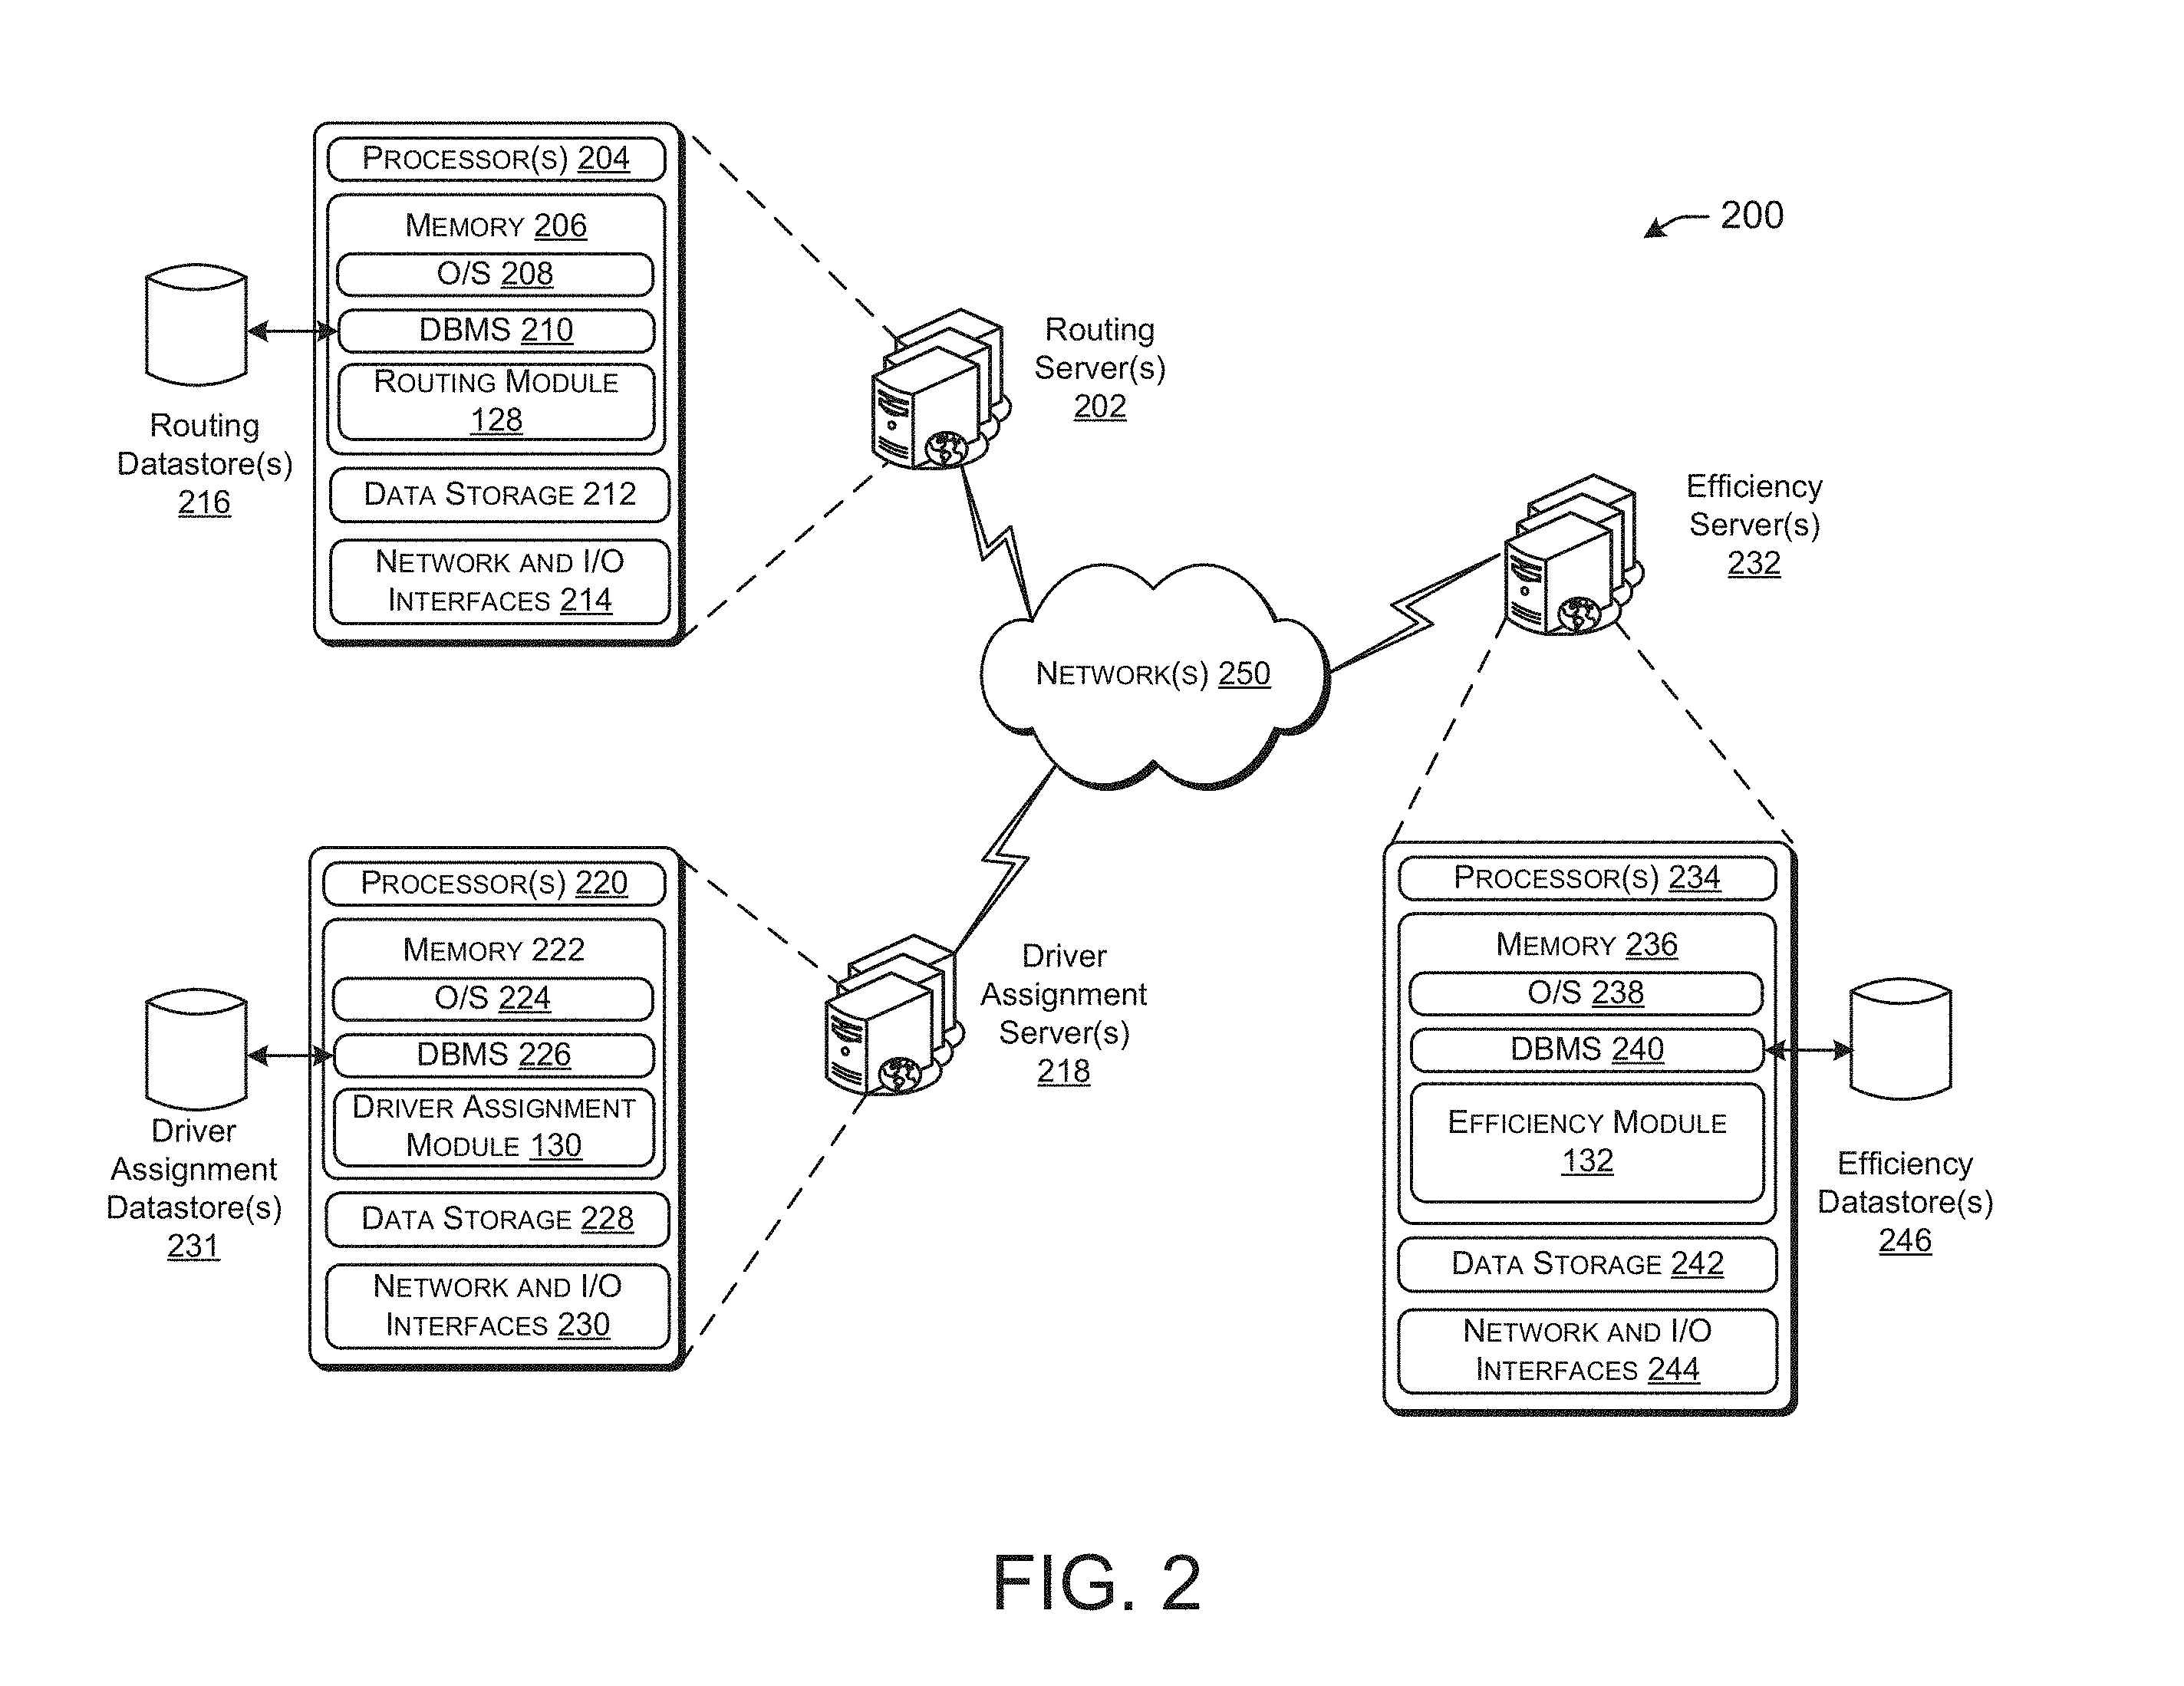 PROCESSOR(S) 204
MEMORY 206
O/S 208
DBMS 210
ROUTING MODULE
128
DATA STORAGE 212
NETWORK AND I/O
INTERFACES 214
Routing
Datastore(s)
216
Routing
Server(s)
202
200
Efficiency
Server(s)
232
NETWORK(S) 250
PROCESSOR(S) 220
MEMORY 222
O/S 224
DBMS 226
DRIVER ASSIGNMENT
MODULE 130
DATA STORAGE 228
NETWORK AND I/O
INTERFACES 230
Driver
Assignment
Datastore(s)
231
Driver
Assignment
Server(s)
218
PROCESSOR(S) 234
MEMORY 236
O/S 238
DBMS 240
EFFICIENCY MODULE
132
DATA STORAGE 242
NETWORK AND I/O
INTERFACES 244
Efficiency
Datastore(s)
246
FIG. 2